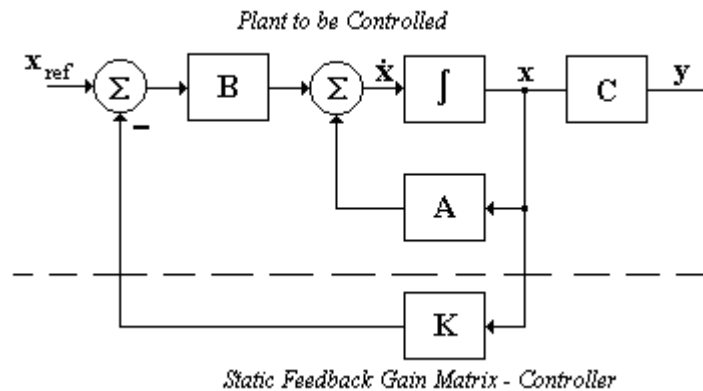 Plant to be Controlled
x ref
Σ
B
Σ
ẋ
∫
x
C
y
−
A
K
Static Feedback Gain Matrix - Controller